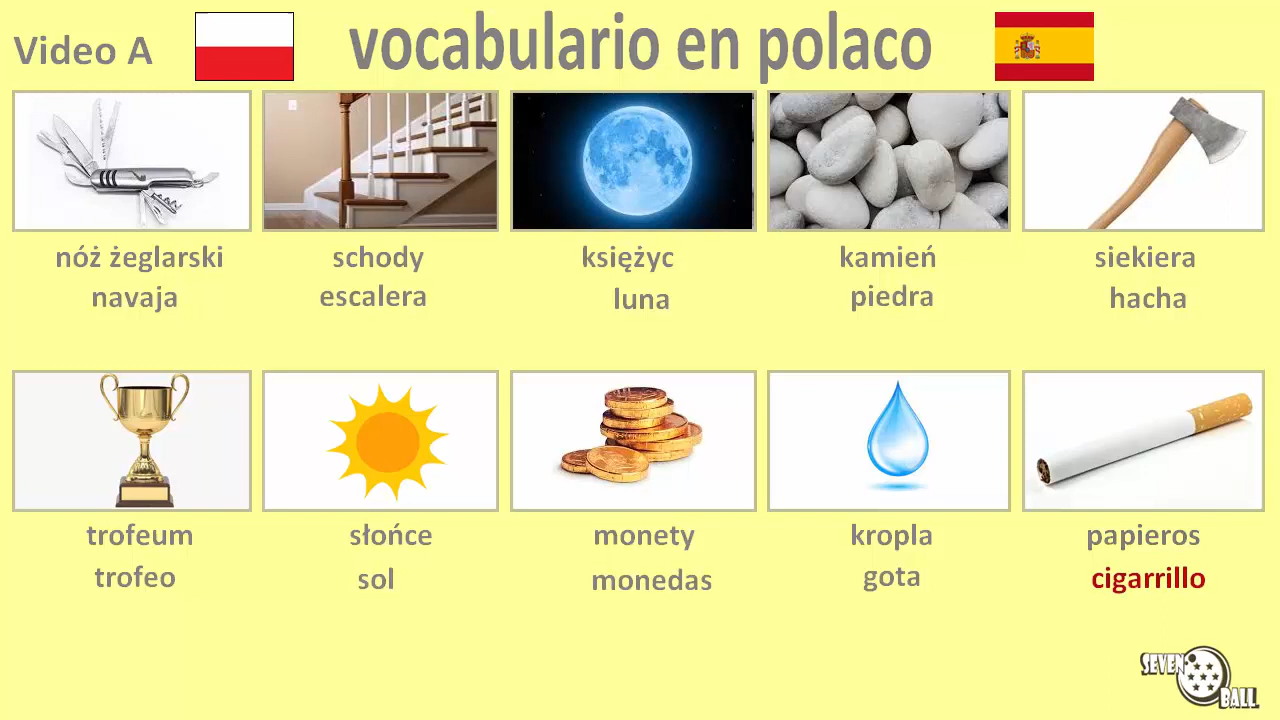 Video A
vocabulario en polaco
nóż żeglarski
schody
księżyc
kamień
siekiera
navaja
escalera
luna
piedra
hacha
trofeum
słońce
monety
kropla
papieros
trofeo
sol
monedas
gota
cigarrillo
SEVEN
BALL